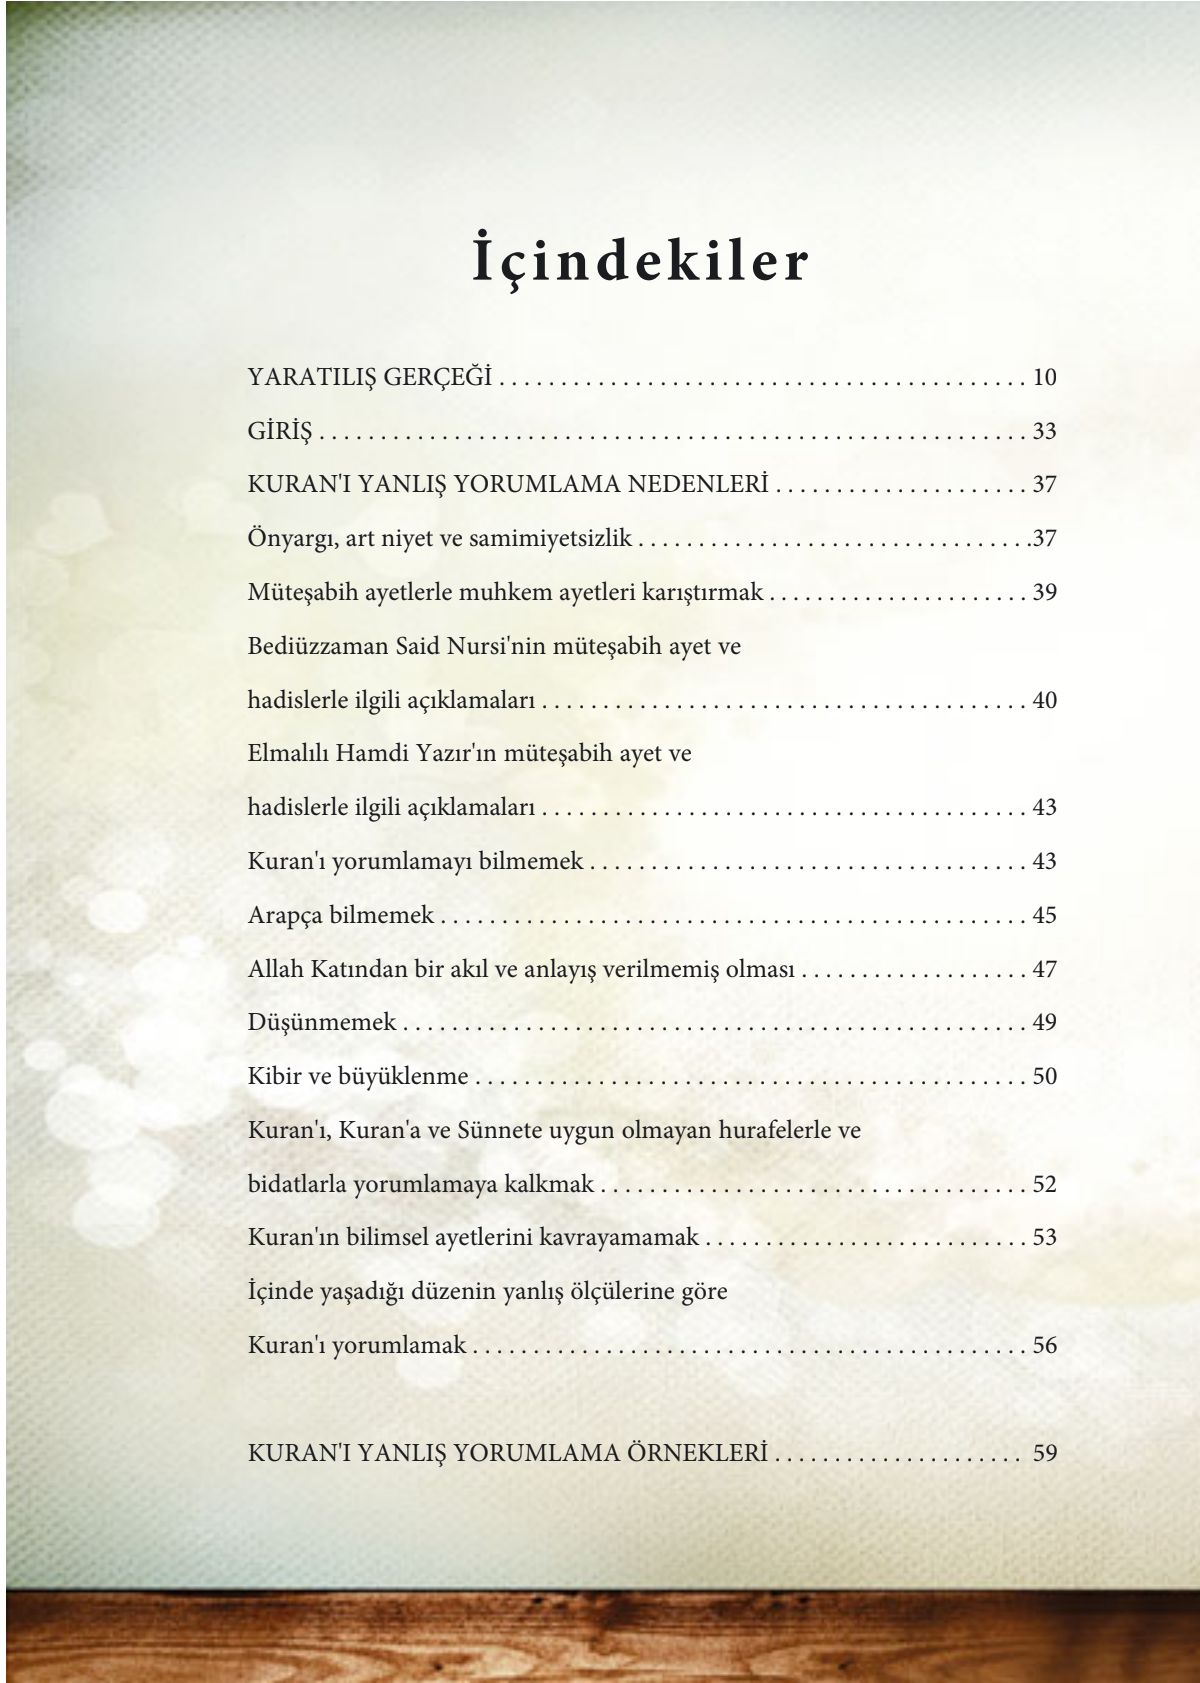 İçindekiler
YARATILIŞ GERÇEĞİ . . . . . . . . . . . . . . . . . . . . . . . . . . . . . . . . . . . . . . . . . . . 10
GİRİŞ . . . . . . . . . . . . . . . . . . . . . . . . . . . . . . . . . . . . . . . . . . . . . . . . . . . . . . . . . . 33
KURAN'I YANLIŞ YORUMLAMA NEDENLERİ . . . . . . . . . . . . . . . . . . . . . 37
Önyargı, art niyet ve samimiyetsizlik . . . . . . . . . . . . . . . . . . . . . . . . . . . . . . . . .37
Müteşabih ayetlerle muhkem ayetleri karıştırmak . . . . . . . . . . . . . . . . . . . . . . 39
Bediüzzaman Said Nursi'nin müteşabih ayet ve
hadislerle ilgili açıklamaları . . . . . . . . . . . . . . . . . . . . . . . . . . . . . . . . . . . . . . . . 40
Elmalılı Hamdi Yazır'ın müteşabih ayet ve
hadislerle ilgili açıklamaları . . . . . . . . . . . . . . . . . . . . . . . . . . . . . . . . . . . . . . . . 43
Kuran'ı yorumlamayı bilmemek . . . . . . . . . . . . . . . . . . . . . . . . . . . . . . . . . . . . 43
Arapça bilmemek . . . . . . . . . . . . . . . . . . . . . . . . . . . . . . . . . . . . . . . . . . . . . . . . 45
Allah Katından bir akıl ve anlayış verilmemiş olması . . . . . . . . . . . . . . . . . . . 47
Düşünmemek . . . . . . . . . . . . . . . . . . . . . . . . . . . . . . . . . . . . . . . . . . . . . . . . . . . 49
Kibir ve büyüklenme . . . . . . . . . . . . . . . . . . . . . . . . . . . . . . . . . . . . . . . . . . . . . 50
Kuran'ı, Kuran'a ve Sünnete uygun olmayan hurafelerle ve
bidatlarla yorumlamaya kalkmak . . . . . . . . . . . . . . . . . . . . . . . . . . . . . . . . . . . 52
Kuran'ın bilimsel ayetlerini kavrayamamak . . . . . . . . . . . . . . . . . . . . . . . . . . . 53
İçinde yaşadığı düzenin yanlış ölçülerine göre
Kuran'ı yorumlamak . . . . . . . . . . . . . . . . . . . . . . . . . . . . . . . . . . . . . . . . . . . . . . 56
KURAN'I YANLIŞ YORUMLAMA ÖRNEKLERİ . . . . . . . . . . . . . . . . . . . . . 59